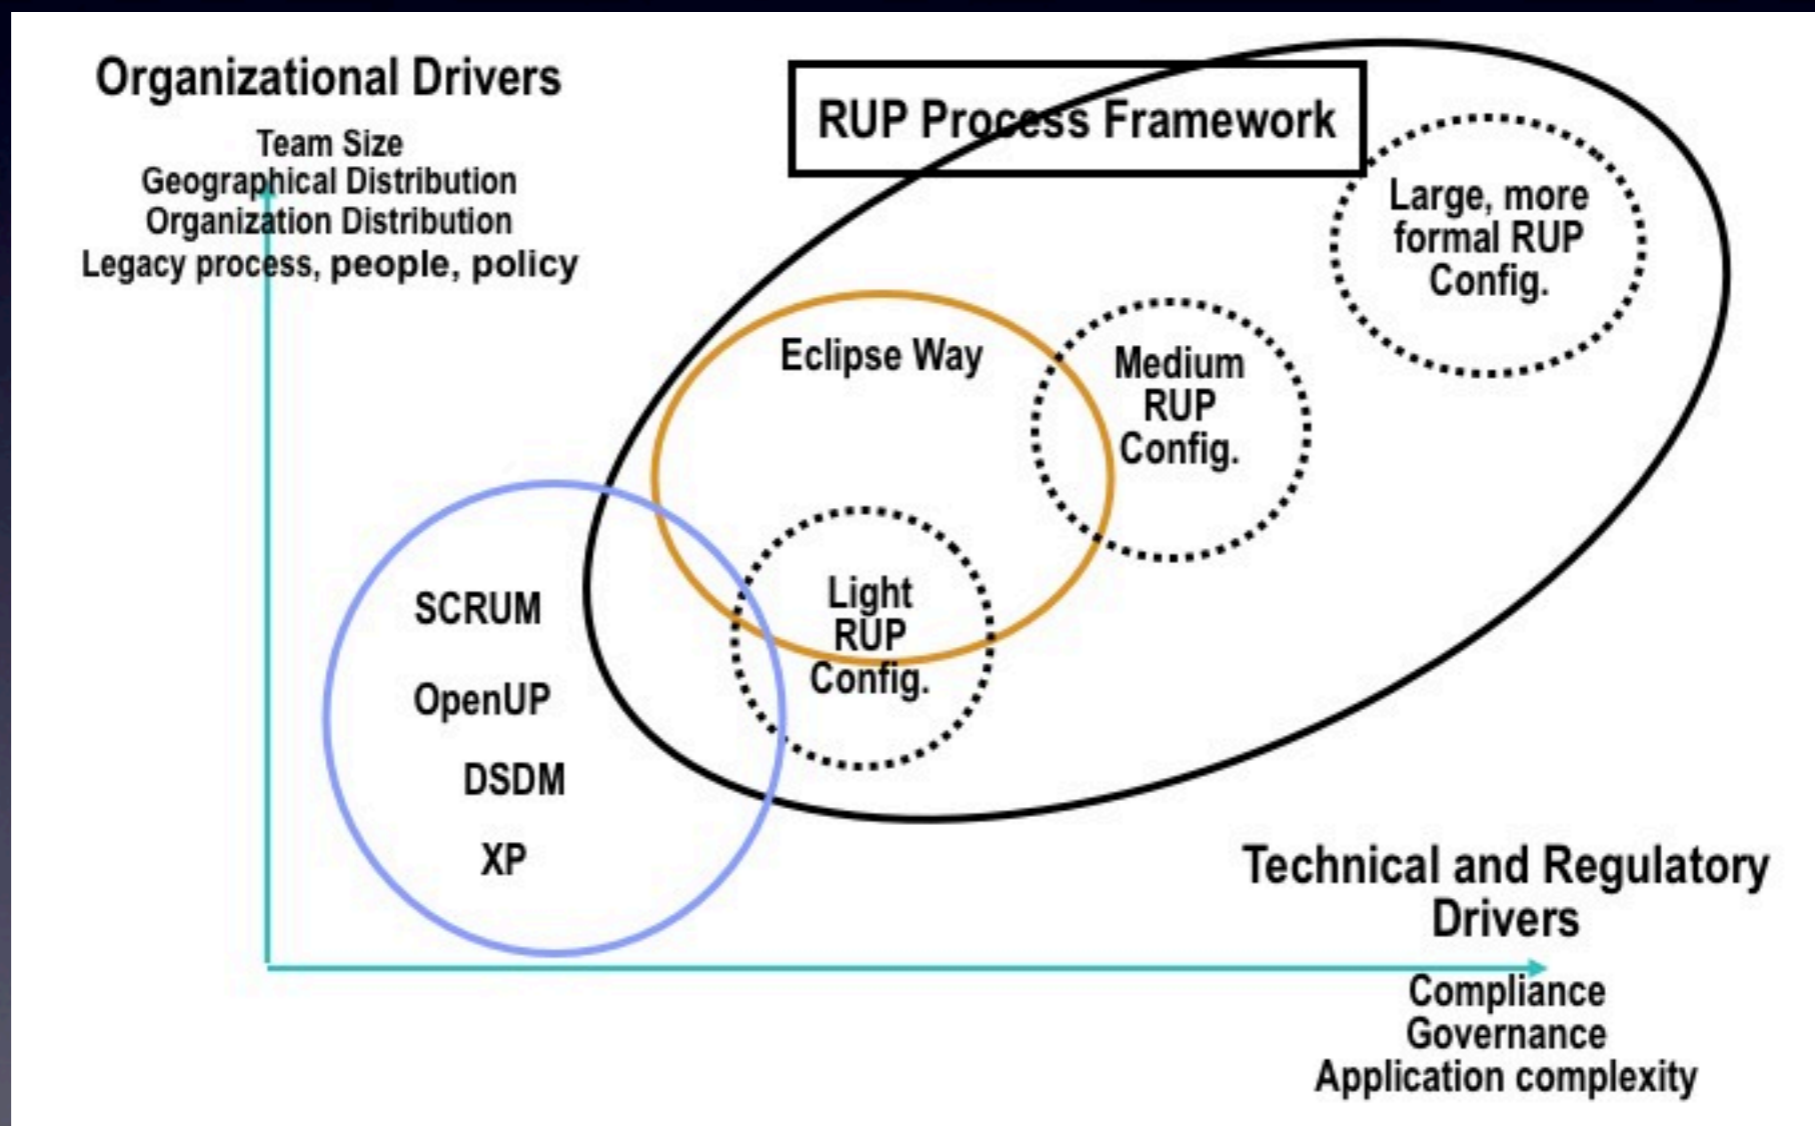 Organizational Drivers
Team Size
Geographical Distribution
Organization Distribution
Legacy process, people, policy
RUP Process Framework
Large, more
formal RUP
Config.
Eclipse Way
Medium
RUP
Config.
Light
RUP
Config.
SCRUM
OpenUP
DSDM
XP
Technical and Regulatory
Drivers
Compliance
Governance
Application complexity